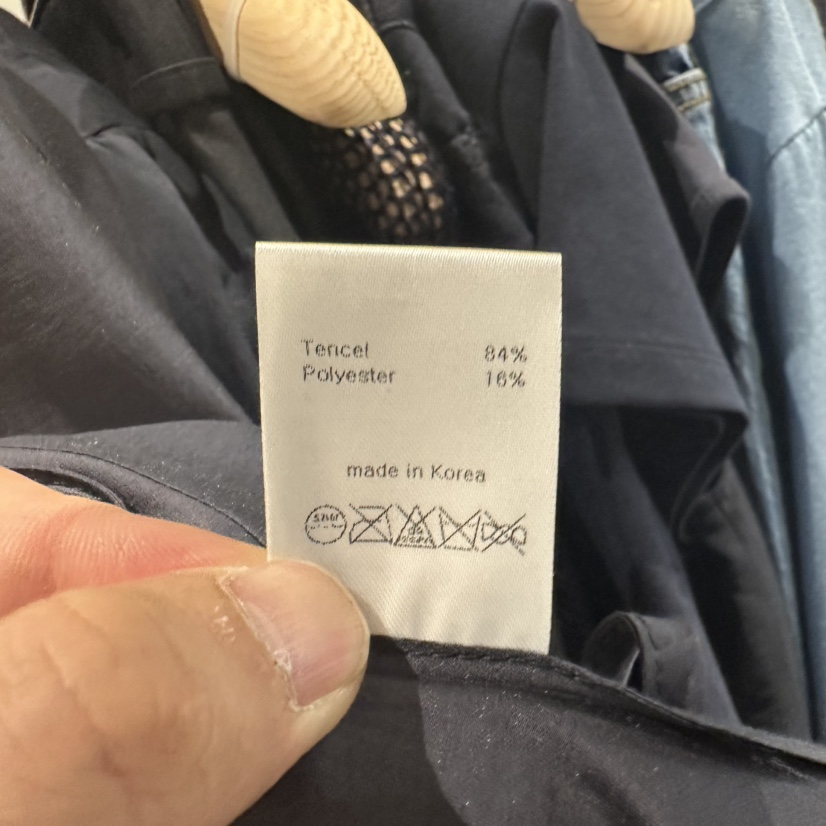 Tencel 84%
Polyester 16%
made in Korea